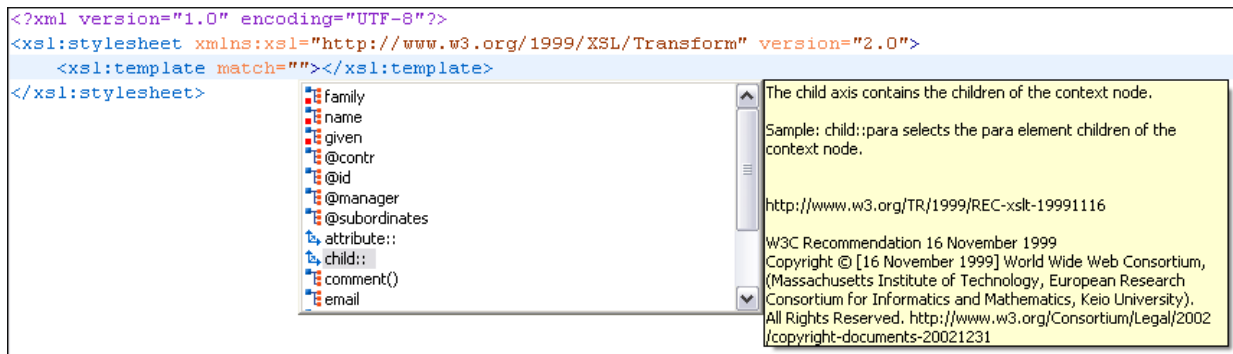 <?xml version="1.0" encoding="UTF-8"?>
<xsl:stylesheet xmlns:xsl="http://www.w3.org/1999/XSL/Transform" version="2.0">
<xsl:template match=""></xsl:template>
</xsl:stylesheet>
family
name
given
@contr
@id
@manager
@subordinates
attribute::
child::
comment()
email
The child axis contains the children of the context node.
Sample: child::para selects the para element children of the
context node.
http://www.w3.org/TR/1999/REC-xslt-19991116
W3C Recommendation 16 November 1999
Copyright © [16 November 1999] World Wide Web Consortium,
(Massachusetts Institute of Technology, European Research
Consortium for Informatics and Mathematics, Keio University).
All Rights Reserved. http://www.w3.org/Consortium/Legal/2002
/copyright-documents-20021231